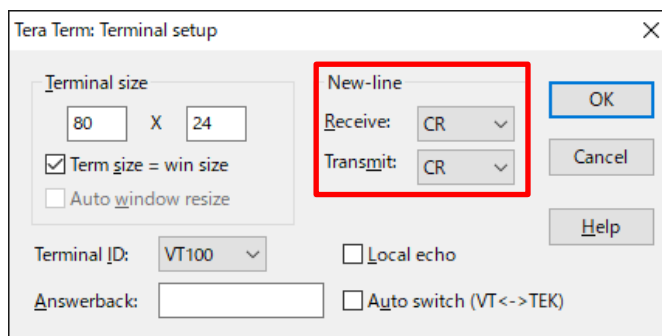 Tera Term: Terminal setup
Terminal size
80 X 24
Term size = win size
Auto window resize
New-line
Receive: CR
Transmit: CR
OK
Cancel
Help
Terminal ID: VT100
Local echo
Answerback:
Auto switch (VT<->TEK)